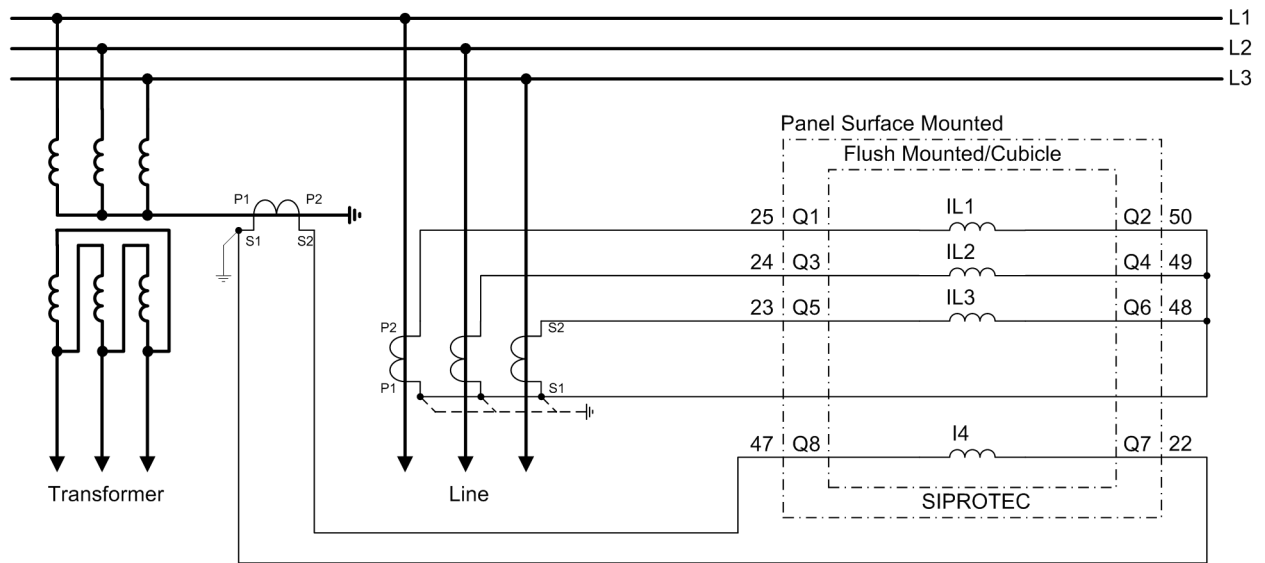 L1
L2
L3
Panel Surface Mounted
Flush Mounted/Cubicle
P1 P2
S1 S2
25 Q1 IL1 Q2 50
24 Q3 IL2 Q4 49
23 Q5 IL3 Q6 48
P2 S2
P1 S1
47 Q8 I4 Q7 22
Transformer Line SIPROTEC